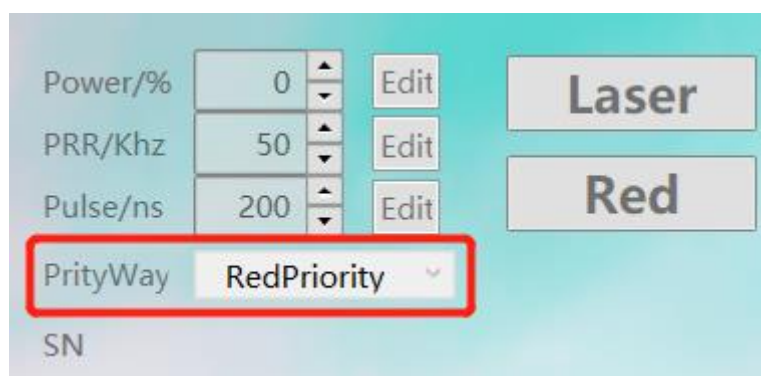 Power/% 0 Edit
PRR/Khz 50 Edit
Pulse/ns 200 Edit
PrityWay RedPriority
SN
Laser
Red